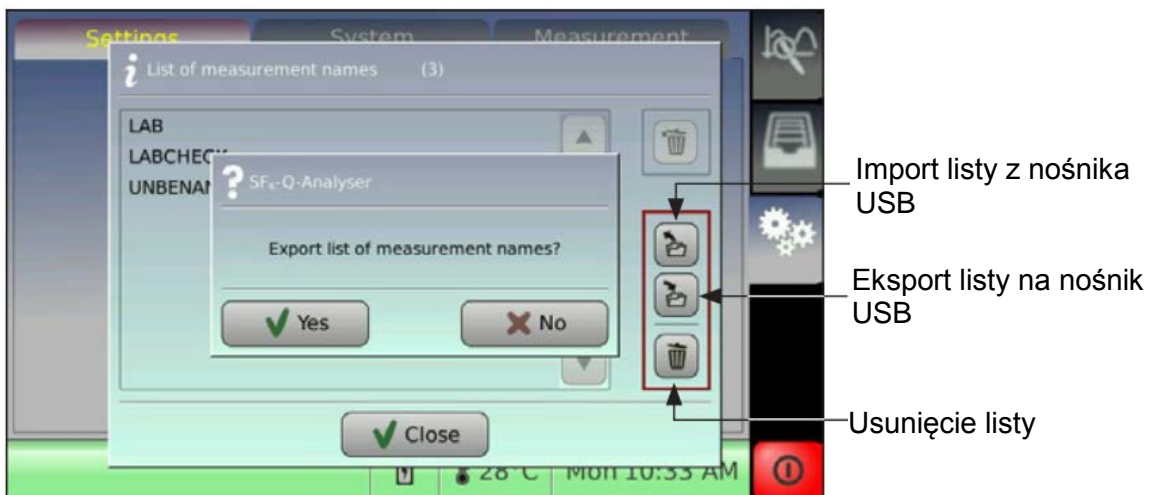 Settings System Measurement
List of measurement names (3)
LAB
LABCHECK
UNBENAN
SF₆-Q-Analyser
Export list of measurement names?
Yes No
Close
28°C Mon 10:33 AM
Import listy z nośnika
USB
Eksport listy na nośnik
USB
Usunięcie listy